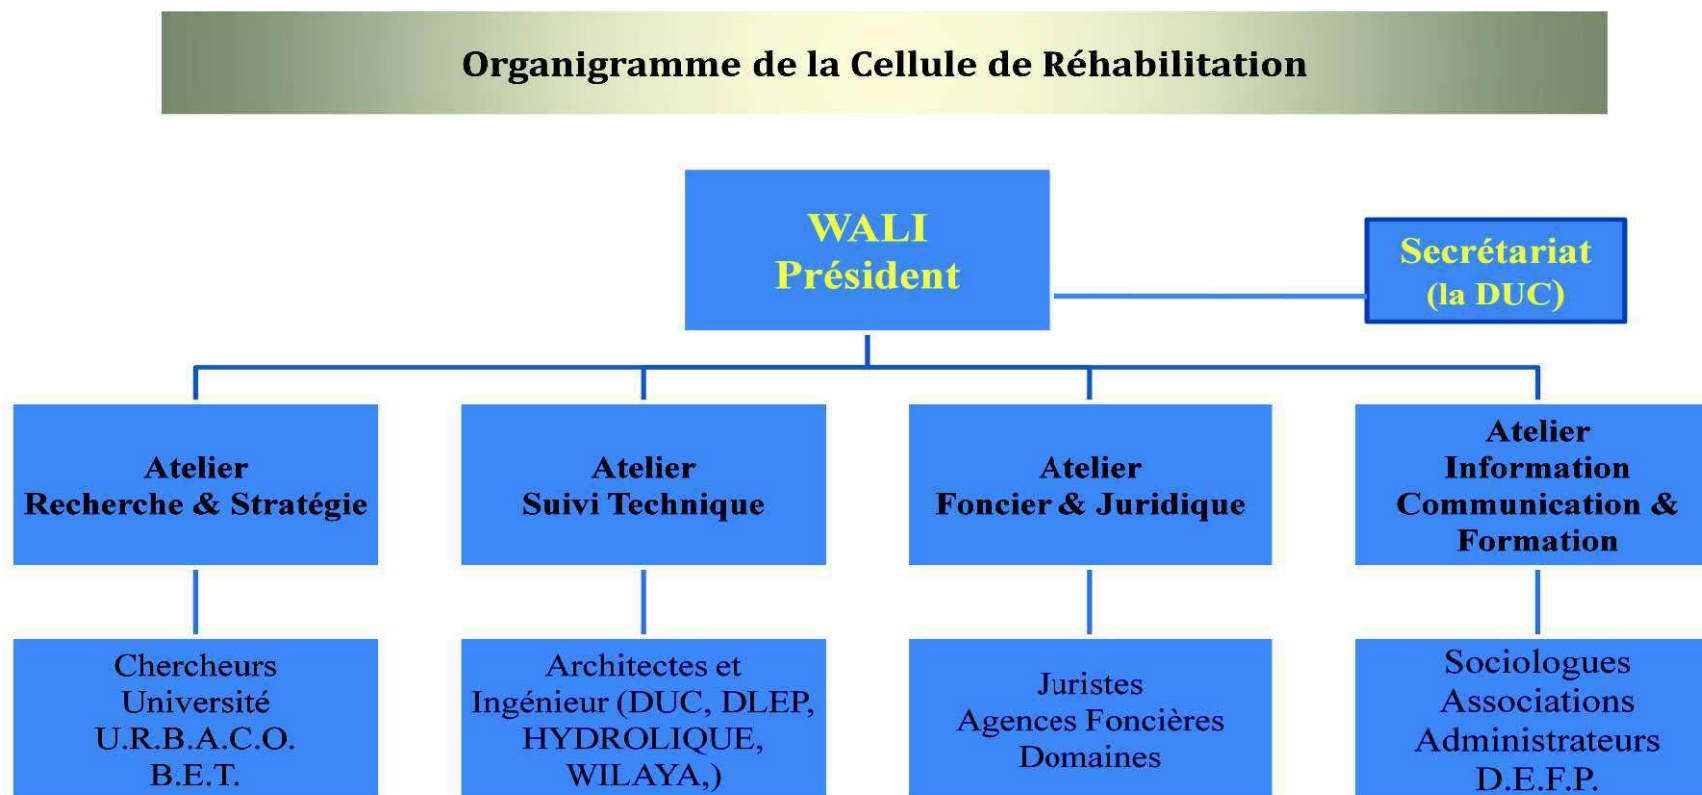 Organigramme de la Cellule de Réhabilitation
WALI
Président
Secrétariat
(la DUC)
Atelier
Recherche & Stratégie
Atelier
Suivi Technique
Atelier
Foncier & Juridique
Atelier
Information
Communication &
Formation
Chercheurs
Université
U.R.B.A.C.O.
B.E.T.
Architectes et
Ingénieur (DUC, DLEP,
HYDROLIQUE,
WILAYA,)
Juristes
Agences Foncières
Domaines
Sociologues
Associations
Administrateurs
D.E.F.P.